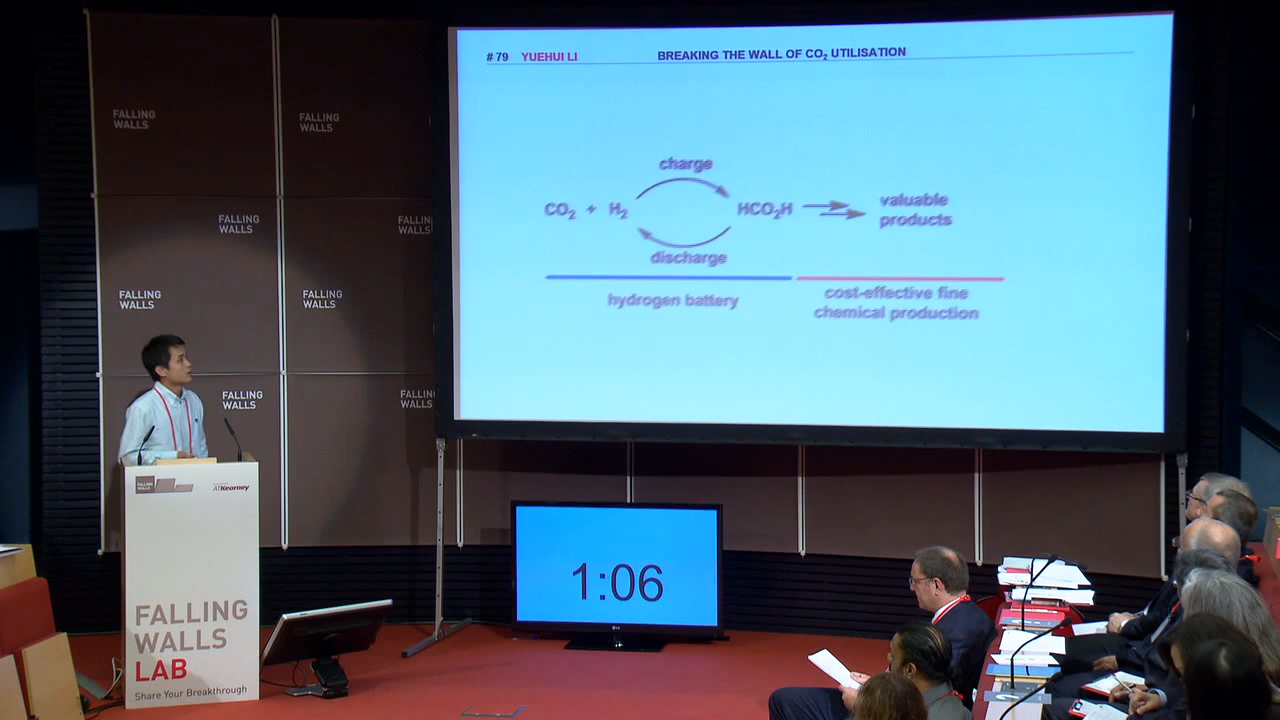 # 79 YUEHUI LI BREAKING THE WALL OF CO₂ UTILISATION
charge
CO₂ + H₂ HCO₂H valuable
products
discharge
hydrogen battery
cost-effective fine
chemical production
FALLING
WALLS
FALLING
WALLS
FALLING
WALLS
FALLING
WALLS
FALLING
WALLS
FALLING
WALLS
FALLING
WALLS
FALLING
WALLS
1:06
FALLING
WALLS
ATKearney
FALLING
WALLS
LAB
Share Your Breakthrough